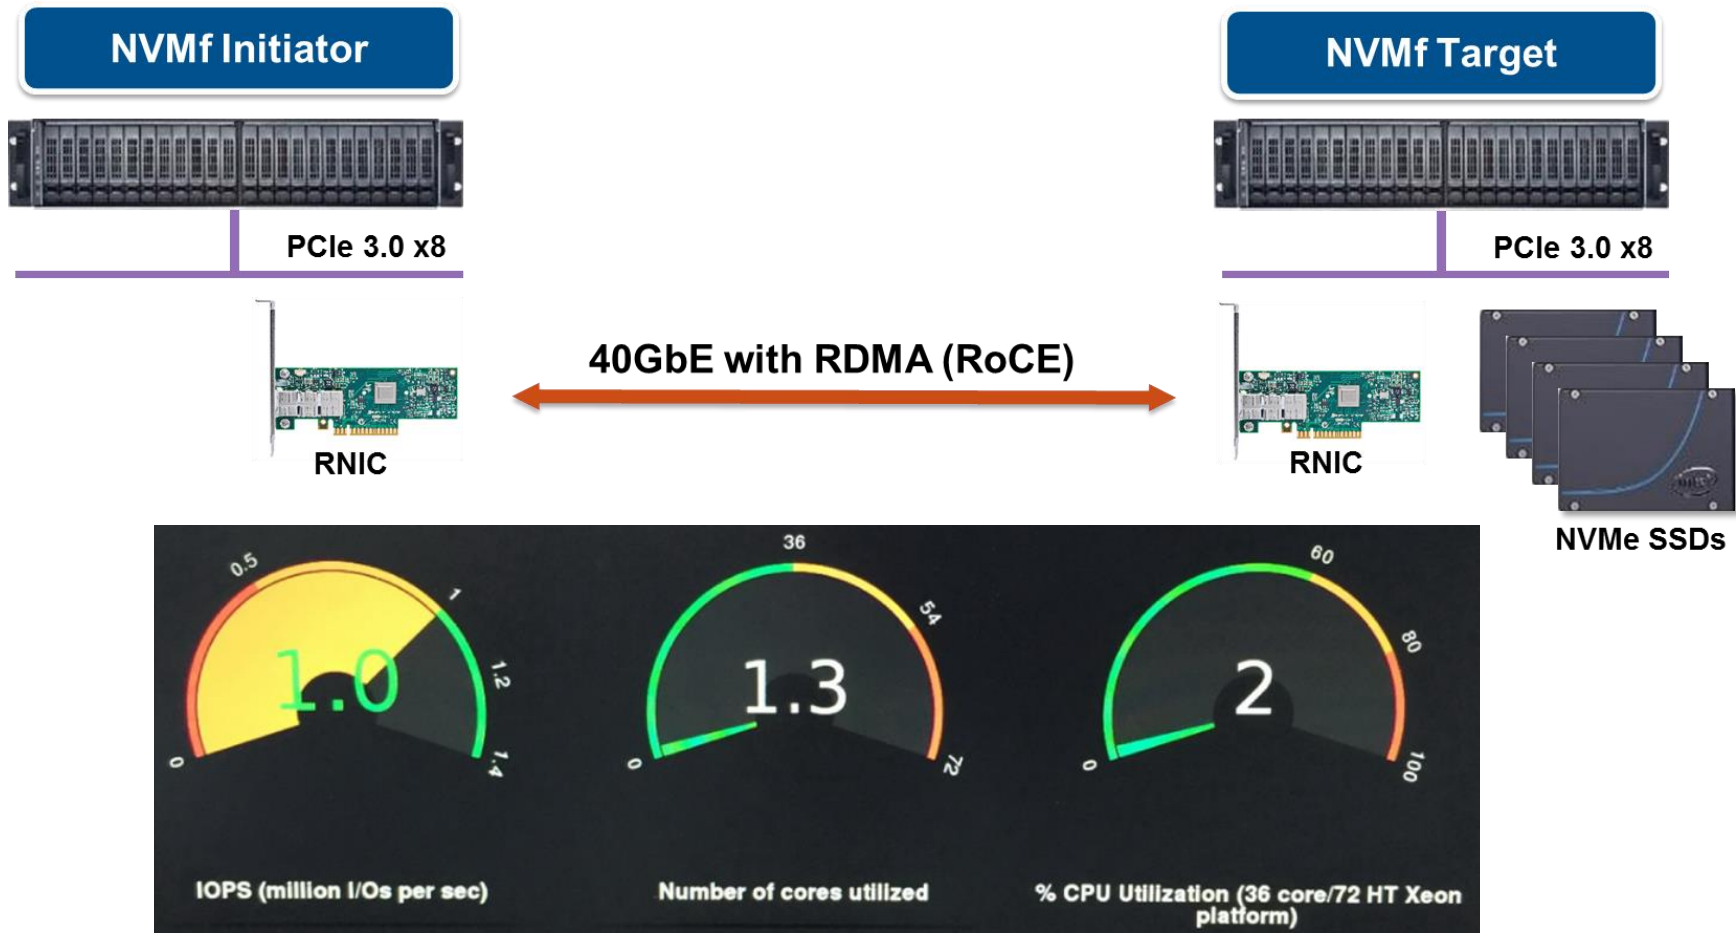 NVMf Initiator
NVMf Target
PCIe 3.0 x8
PCIe 3.0 x8
40GbE with RDMA (RoCE)
RNIC
RNIC
intel
NVMe SSDs
0
0.5
1
1.2
1.4
1.0
IOPS (million I/Os per sec)
0
36
54
72
1.3
Number of cores utilized
0
60
80
100
2
% CPU Utilization (36 core/72 HT Xeon
platform)